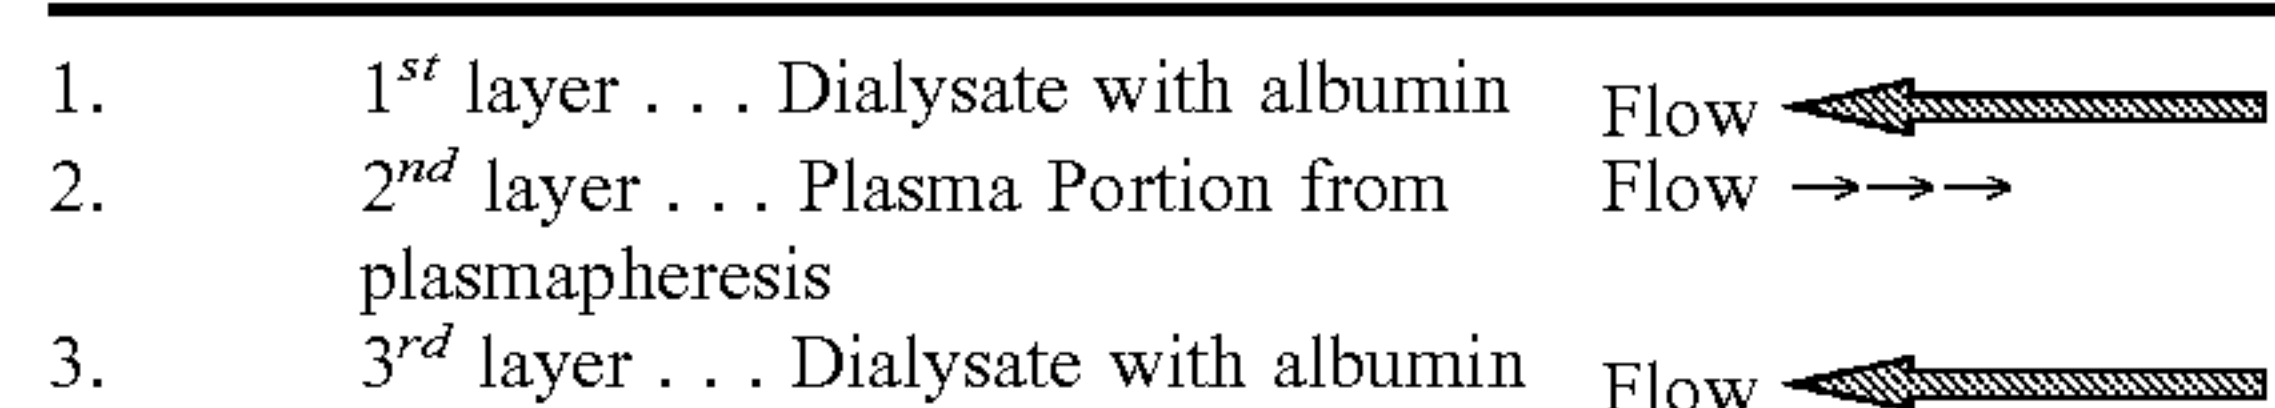 1. 1st layer . . . Dialysate with albumin Flow
2. 2nd layer . . . Plasma Portion from Flow →→→
plasmapheresis
3. 3rd layer . . . Dialysate with albumin Flow